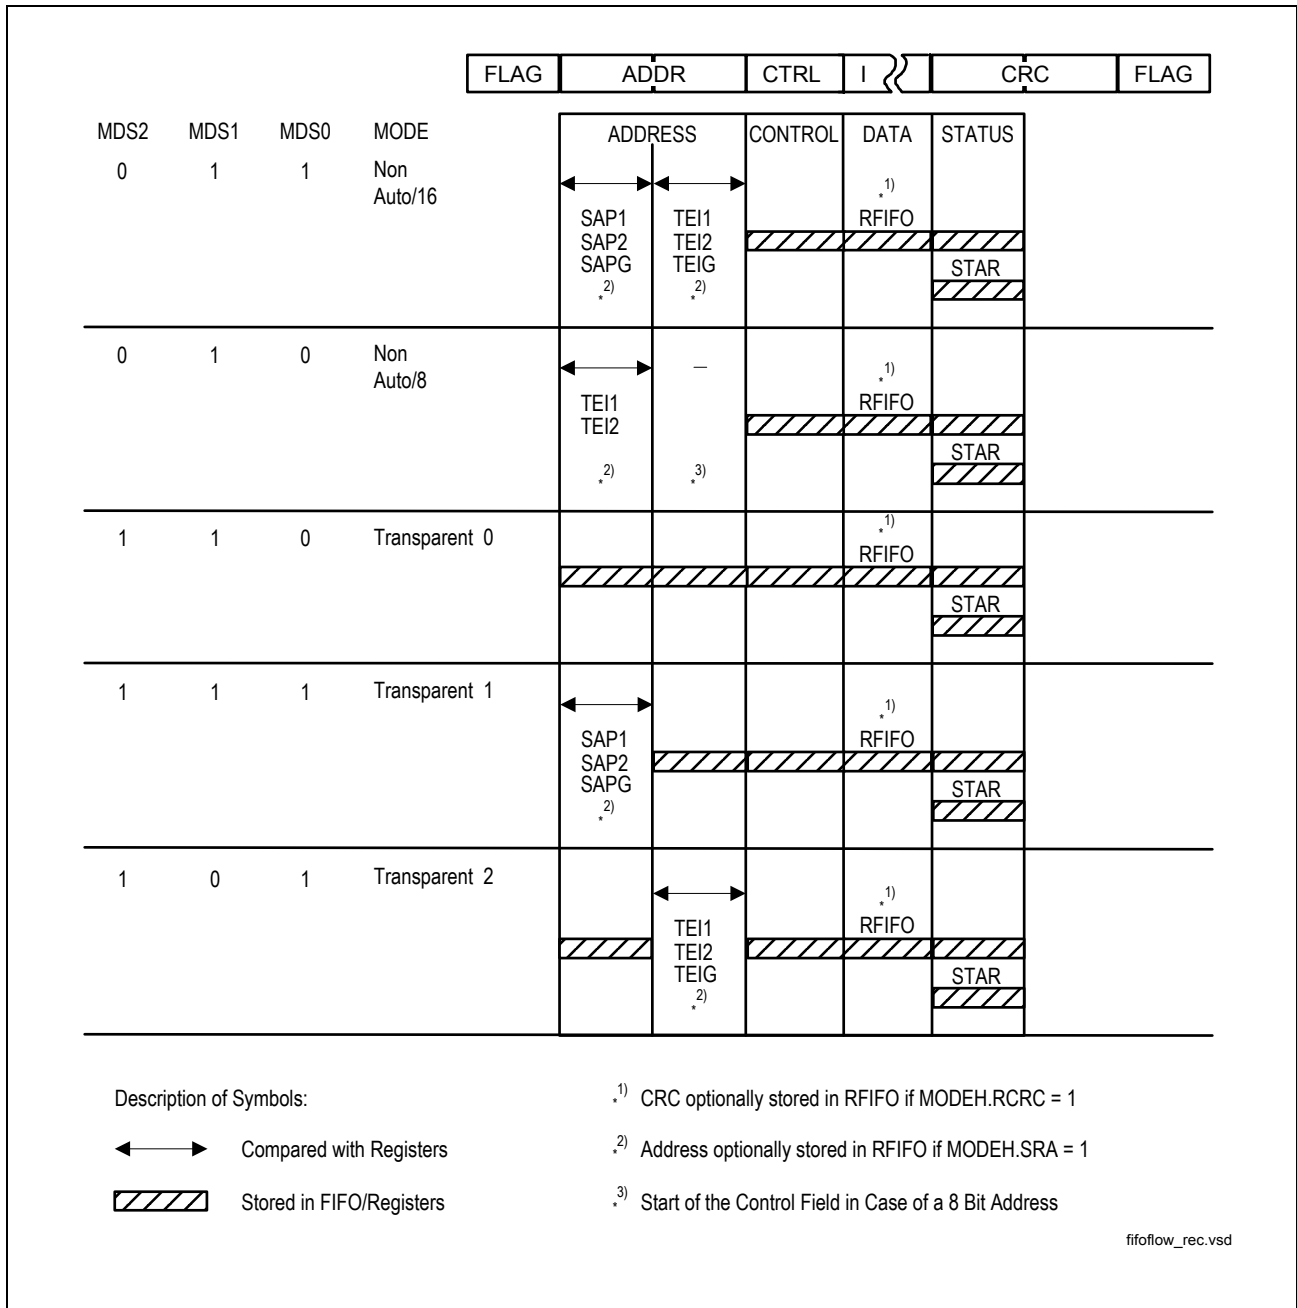 FLAG ADDR CTRL I CRC FLAG
MDS2 MDS1 MDS0 MODE ADDRESS CONTROL DATA STATUS
0 1 1 Non
Auto/16
*1)
SAP1 TEI1 RFIFO
SAP2 TEI2
SAPG TEIG STAR
*2) *2)
0 1 0 Non
Auto/8 – *1)
TEI1 RFIFO
TEI2
STAR
*2) *3)
*1)
1 1 0 Transparent 0
RFIFO
STAR
1 1 1 Transparent 1
*1)
SAP1 RFIFO
SAP2
SAPG STAR
*2)
1 0 1 Transparent 2
*1)
TEI1 RFIFO
TEI2
TEIG STAR
*2)
Description of Symbols: *1) CRC optionally stored in RFIFO if MODEH.RCRC = 1
Compared with Registers *2) Address optionally stored in RFIFO if MODEH.SRA = 1
Stored in FIFO/Registers *3) Start of the Control Field in Case of a 8 Bit Address
fifoflow_rec.vsd